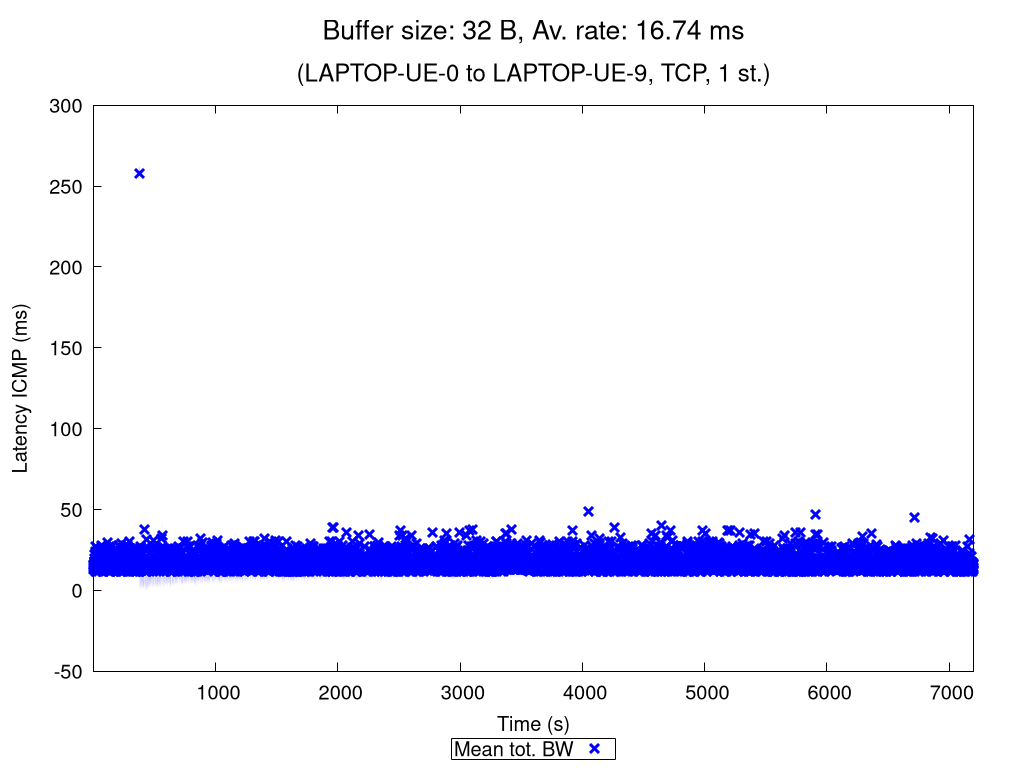 Buffer size: 32 B, Av. rate: 16.74 ms
(LAPTOP-UE-0 to LAPTOP-UE-9, TCP, 1 st.)
300
250
200
150
100
50
0
-50
Latency ICMP (ms)
1000 2000 3000 4000 5000 6000 7000
Time (s)
Mean tot. BW